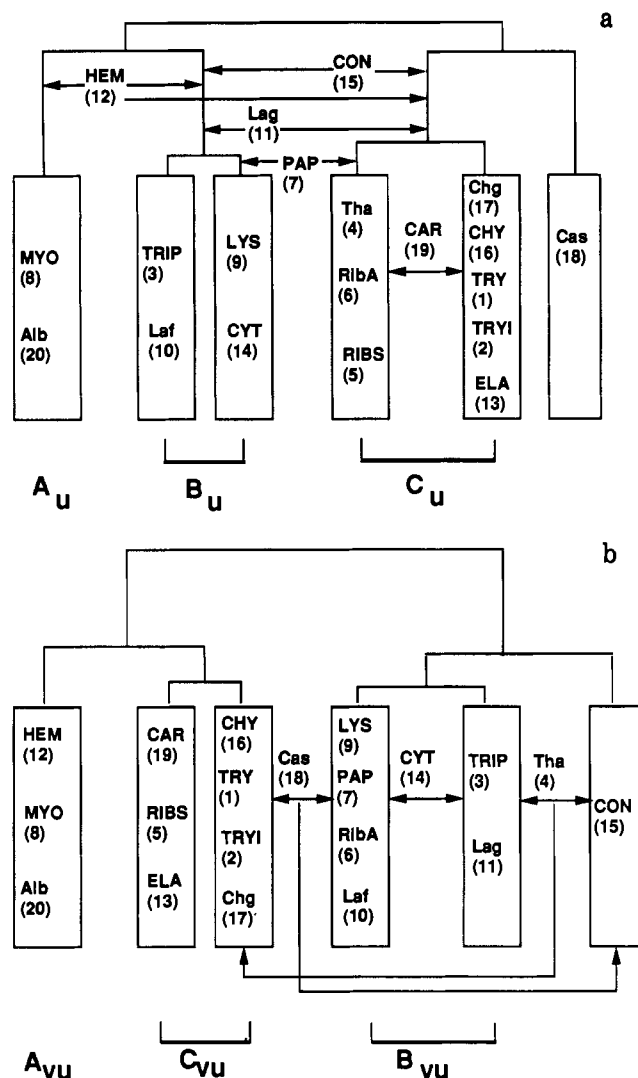 a
HEM
(12)
CON
(15)
Lag
(11)
PAP
(7)
MYO
(8)
Alb
(20)
TRIP
(3)
Laf
(10)
LYS
(9)
CYT
(14)
Tha
(4)
RibA
(6)
RIBS
(5)
CAR
(19)
Chg
(17)
CHY
(16)
TRY
(1)
TRYI
(2)
ELA
(13)
Cas
(18)
Au
Bu
Cu
b
HEM
(12)
MYO
(8)
Alb
(20)
CAR
(19)
RIBS
(5)
ELA
(13)
CHY
(16)
TRY
(1)
TRYI
(2)
Chg
(17)
Cas
(18)
LYS
(9)
PAP
(7)
RibA
(6)
Laf
(10)
CYT
(14)
TRIP
(3)
Lag
(11)
Tha
(4)
CON
(15)
Avu
Cvu
Bvu